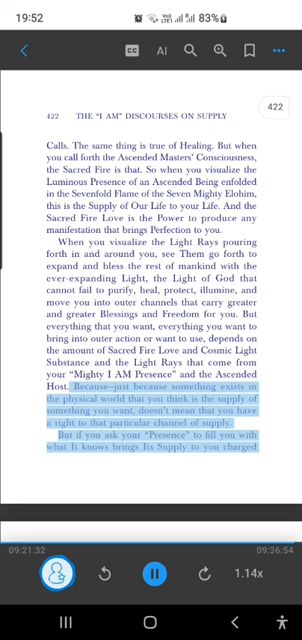 19:52
83%
CC AI
422
422 THE "I AM" DISCOURSES ON SUPPLY
Calls. The same thing is true of Healing. But when
you call forth the Ascended Masters' Consciousness,
the Sacred Fire is that. So when you visualize the
Luminous Presence of an Ascended Being enfolded
in the Sevenfold Flame of the Seven Mighty Elohim,
this is the Supply of Our Life to your Life. And the
Sacred Fire Love is the Power to produce any
manifestation that brings Perfection to you.
When you visualize the Light Rays pouring
forth in and around you, see Them go forth to
expand and bless the rest of mankind with the
ever-expanding Light, the Light of God that
cannot fail to purify, heal, protect, illumine, and
move you into outer channels that carry greater
and greater Blessings and Freedom for you. But
everything that you want, everything you want to
bring into outer action or want to use, depends on
the amount of Sacred Fire Love and Cosmic Light
Substance and the Light Rays that come from
your "Mighty I AM Presence" and the Ascended
Host. Because—just because something exists in
the physical world that you think is the supply of
something you want, doesn't mean that you have
a right to that particular channel of supply.
But if you ask your "Presence" to fill you with
what It knows brings Its Supply to you charged
09:21:32 09:36:54
1.14x